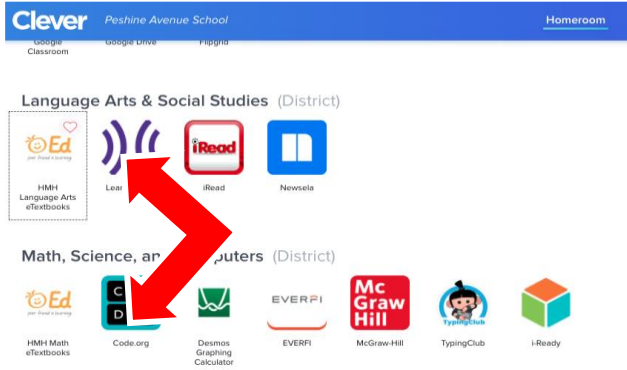 Clever Peshine Avenue School Homeroom
Google Google Drive Flipgrid
Classroom
Language Arts & Social Studies (District)
Ed
your friend in learning
iRead
HMH Lear iRead Newsela
Language Arts
eTextbooks
Math, Science, an puters (District)
Ed
your friend in learning
C
D
EVERFI
Mc
Graw
Hill
TypingClub
HMH Math Code.org Desmos EVERFI McGraw-Hill TypingClub i-Ready
eTextbooks Graphing
Calculator